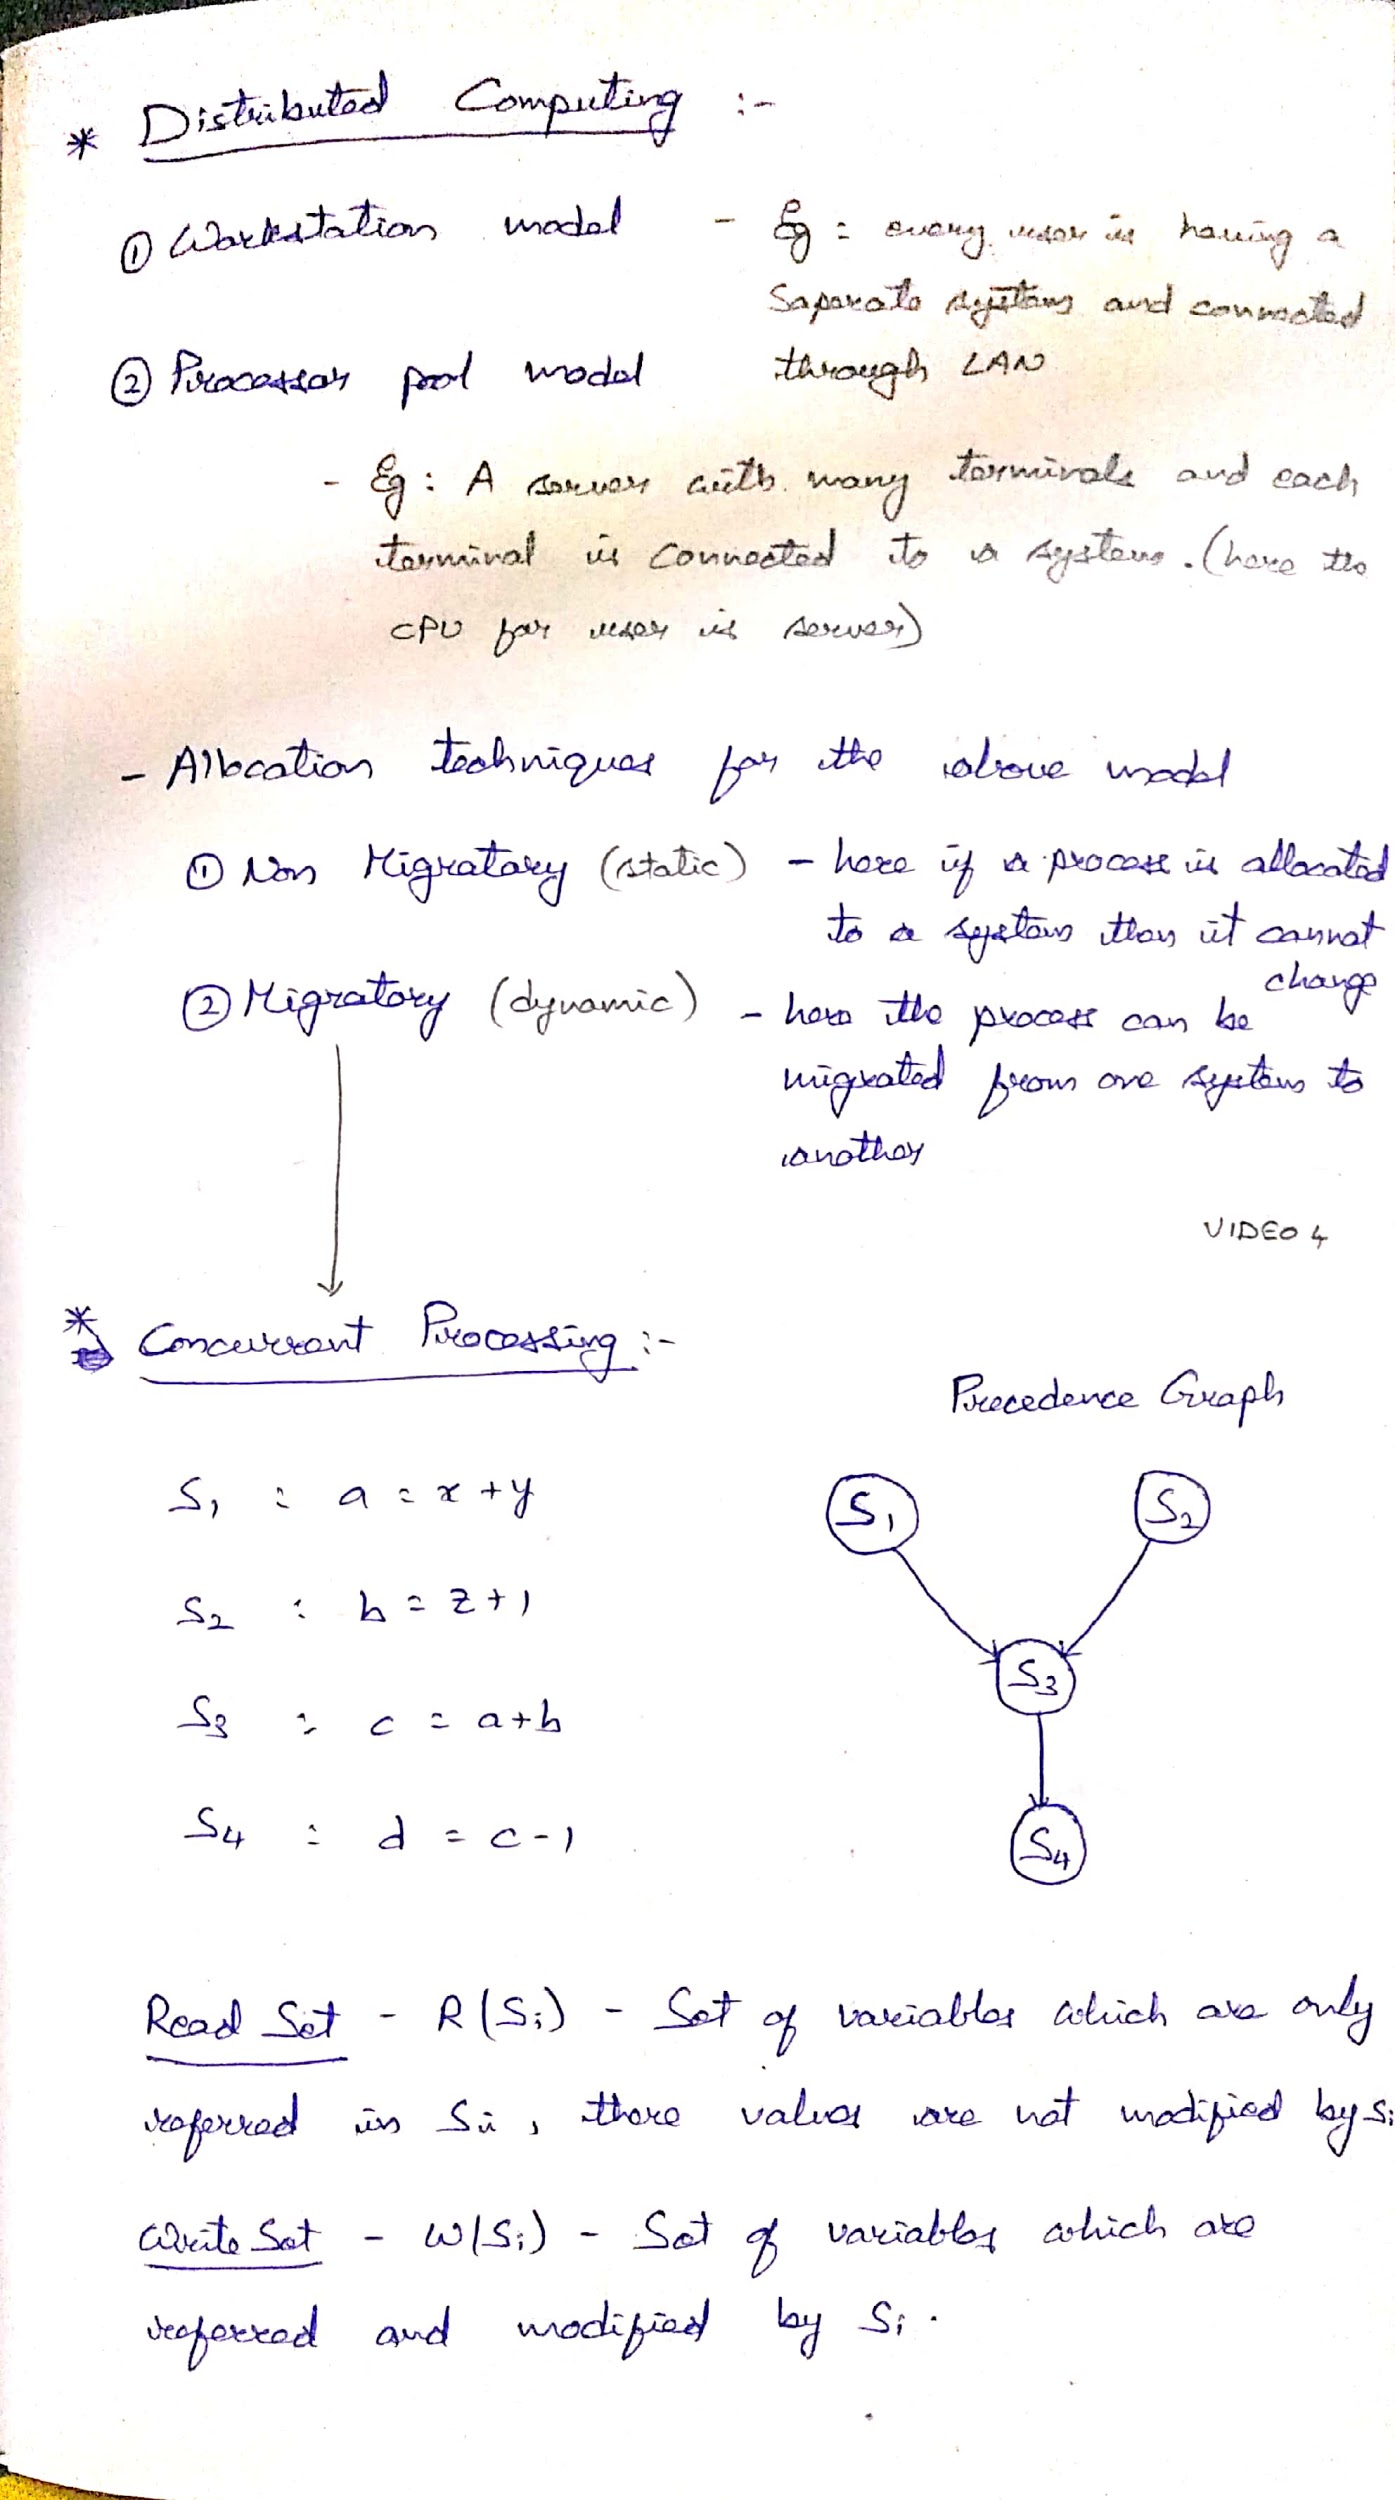 * Distributed Computing :-
① Workstation model - Eg : every user is having a
Saparate system and connected
through LAN
② Processor pool model
- Eg : A server with many terminals and each
terminal is connected to a system. (here the
CPU for user is server)
- Allocation techniques for the above model
① Non Migratory (static) - here if a process is allocated
to a system then it cannot
change
② Migratory (dynamic) - here the process can be
migrated from one system to
another
VIDEO 4
* Concurrent Processing :-
Precedence Graph
S1 : a = x + y
S2 : b = z + 1
S3 : c = a + b
S4 : d = c - 1
S1 S2
S3
S4
Read Set - R(Si) - Set of variables which are only
referred in Si, there values are not modified by Si
Write Set - W(Si) - Set of variables which are
referred and modified by Si.